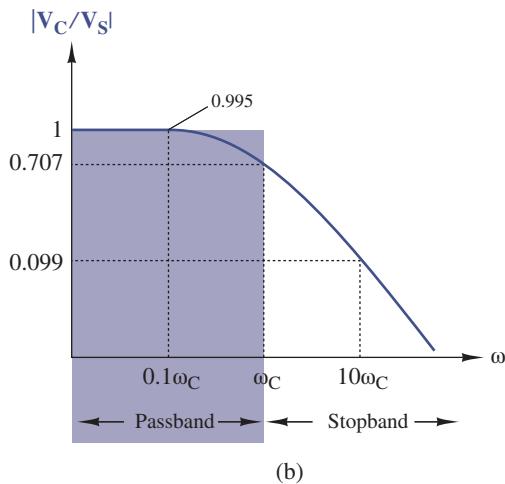 |V_C/V_S|
0.995
1
0.707
0.099
ω
0.1ω_C ω_C 10ω_C
Passband Stopband
(b)